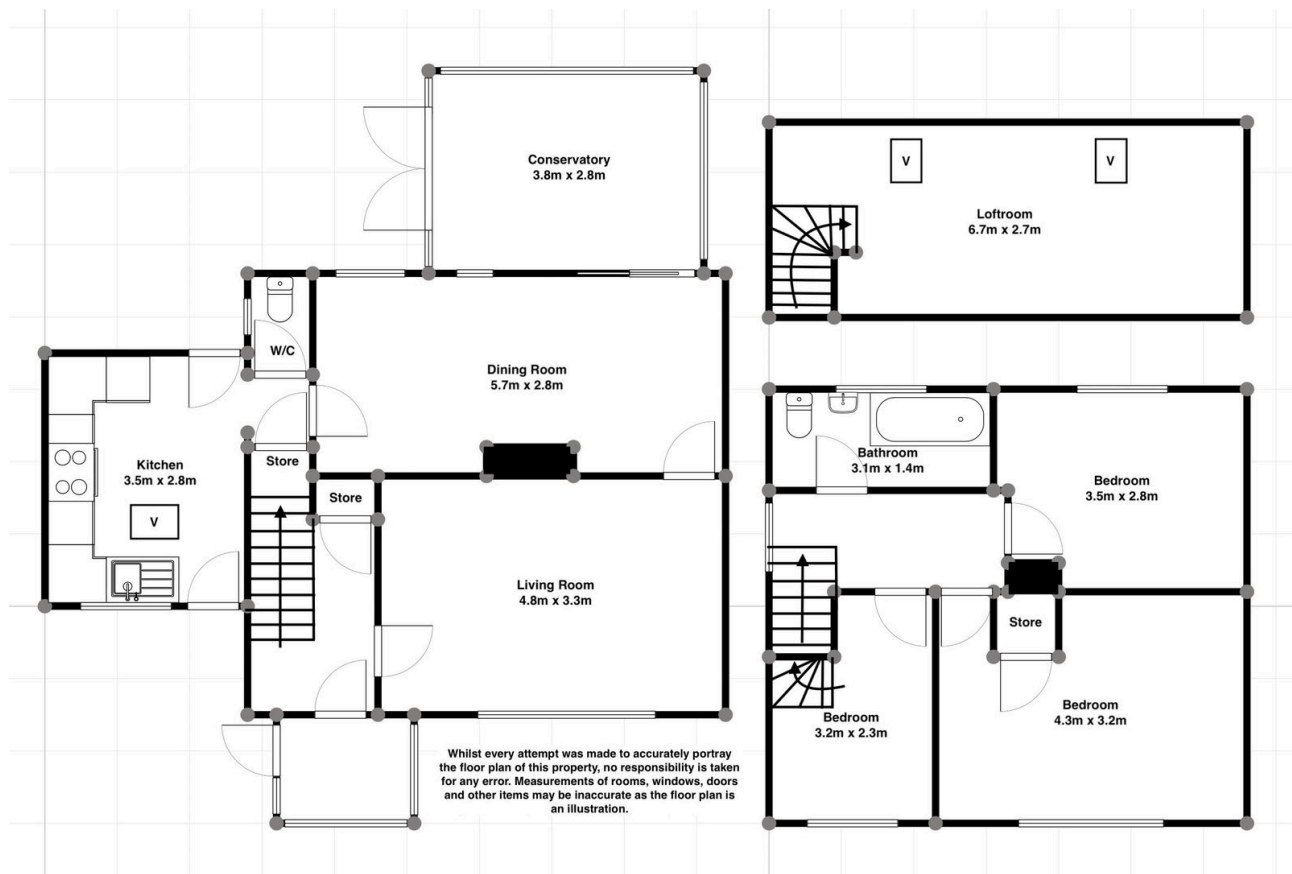 Conservatory
3.8m x 2.8m
V
V
Loftroom
6.7m x 2.7m
W/C
Dining Room
5.7m x 2.8m
Kitchen
3.5m x 2.8m
Store
Store
V
Living Room
4.8m x 3.3m
Bathroom
3.1m x 1.4m
Bedroom
3.5m x 2.8m
Store
Bedroom
3.2m x 2.3m
Bedroom
4.3m x 3.2m
Whilst every attempt was made to accurately portray
the floor plan of this property, no responsibility is taken
for any error. Measurements of rooms, windows, doors
and other items may be inaccurate as the floor plan is
an illustration.